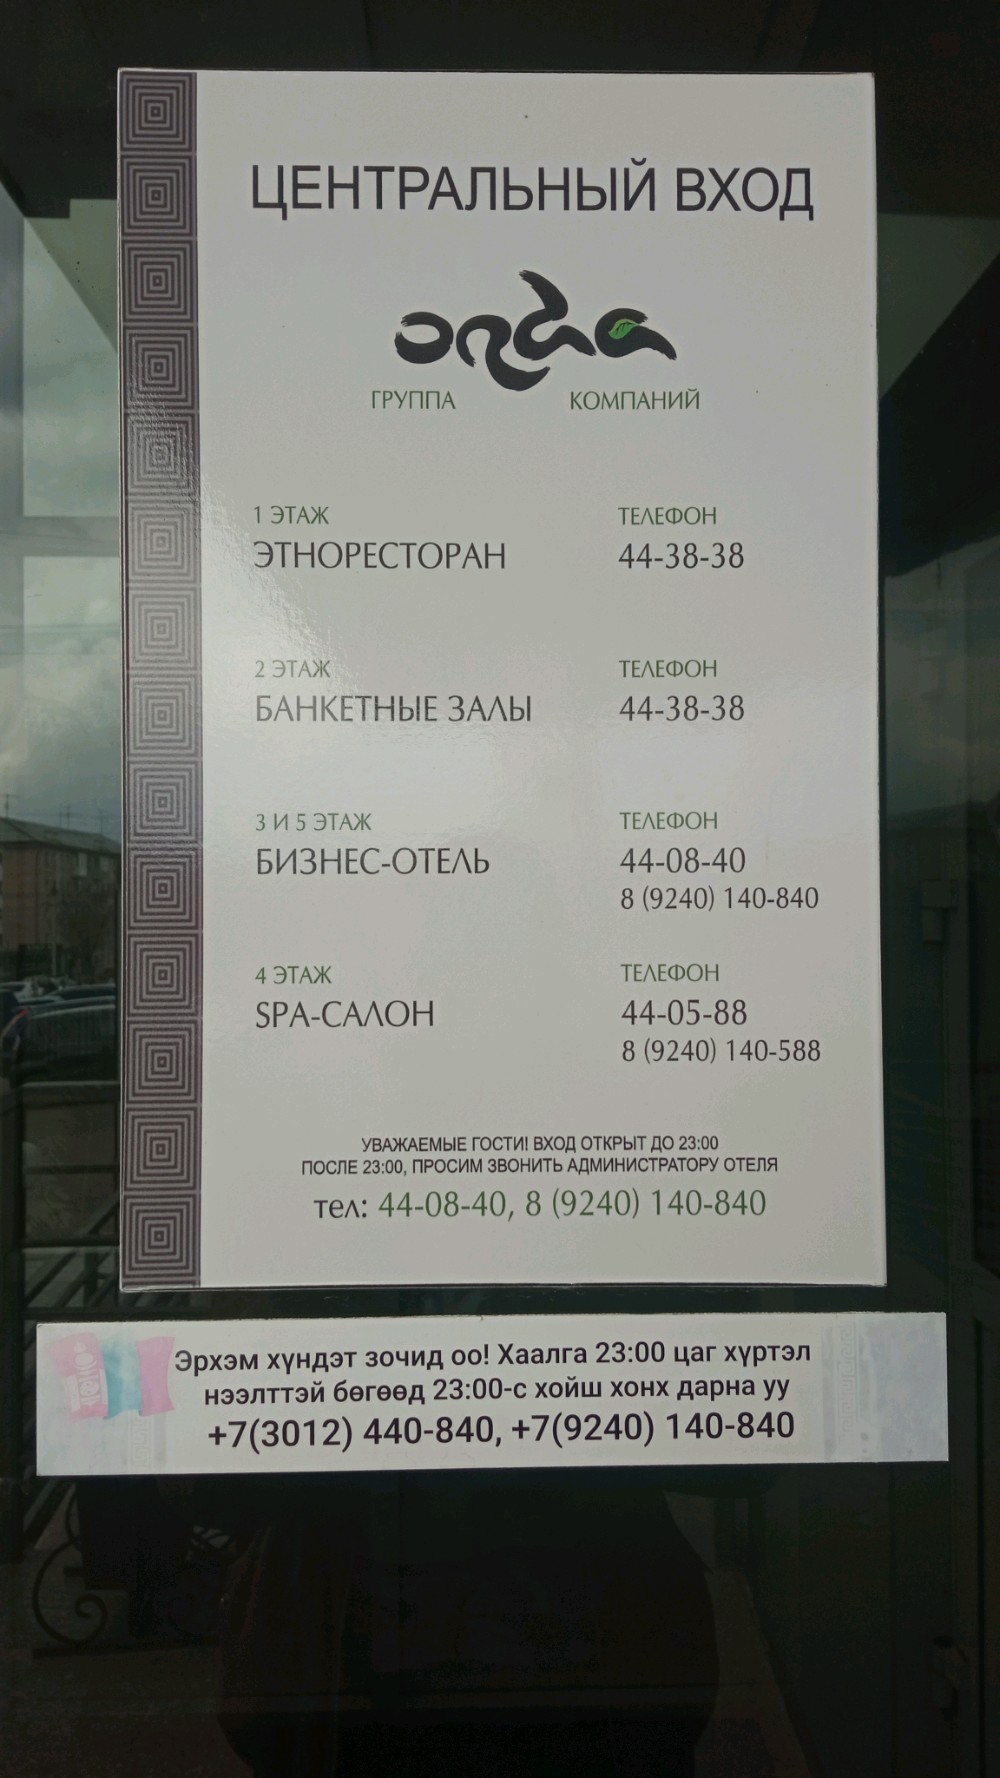 ЦЕНТРАЛЬНЫЙ ВХОД
орда
ГРУППА КОМПАНИЙ
1 ЭТАЖ ТЕЛЕФОН
ЭТНОРЕСТОРАН 44-38-38
2 ЭТАЖ ТЕЛЕФОН
БАНКЕТНЫЕ ЗАЛЫ 44-38-38
3 И 5 ЭТАЖ ТЕЛЕФОН
БИЗНЕС-ОТЕЛЬ 44-08-40
8 (9240) 140-840
4 ЭТАЖ ТЕЛЕФОН
SPA-САЛОН 44-05-88
8 (9240) 140-588
УВАЖАЕМЫЕ ГОСТИ! ВХОД ОТКРЫТ ДО 23:00
ПОСЛЕ 23:00, ПРОСИМ ЗВОНИТЬ АДМИНИСТРАТОРУ ОТЕЛЯ
тел: 44-08-40, 8 (9240) 140-840
Эрхэм хүндэт зочид оо! Хаалга 23:00 цаг хүртэл
нээлттэй бөгөөд 23:00-с хойш хонх дарна уу
+7(3012) 440-840, +7(9240) 140-840